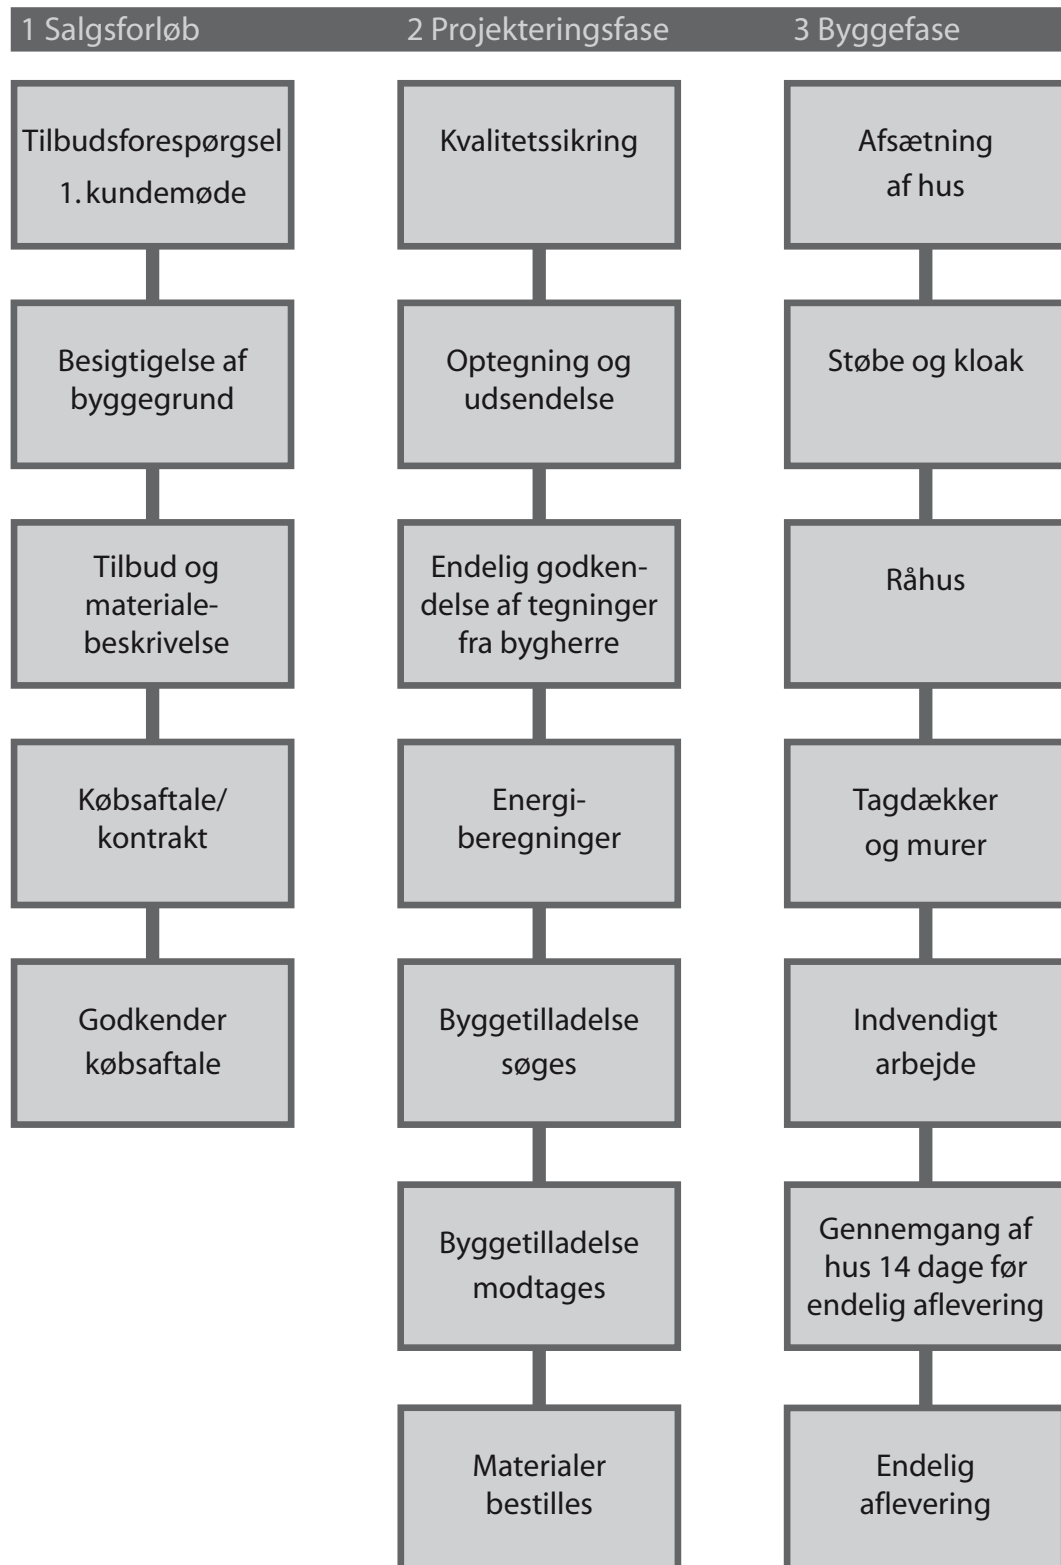 1 Salgsforløb
2 Projekteringsfase
3 Byggefase
Tilbudsforespørgsel
1. kundemøde
Besigtigelse af
byggegrund
Tilbud og
materiale-
beskrivelse
Købsaftale/
kontrakt
Godkender
købsaftale
Kvalitetssikring
Optegning og
udsendelse
Endelig godken-
delse af tegninger
fra bygherre
Energi-
beregninger
Byggetilladelse
søges
Byggetilladelse
modtages
Materialer
bestilles
Afsætning
af hus
Støbe og kloak
Råhus
Tagdækker
og murer
Indvendigt
arbejde
Gennemgang af
hus 14 dage før
endelig aflevering
Endelig
aflevering